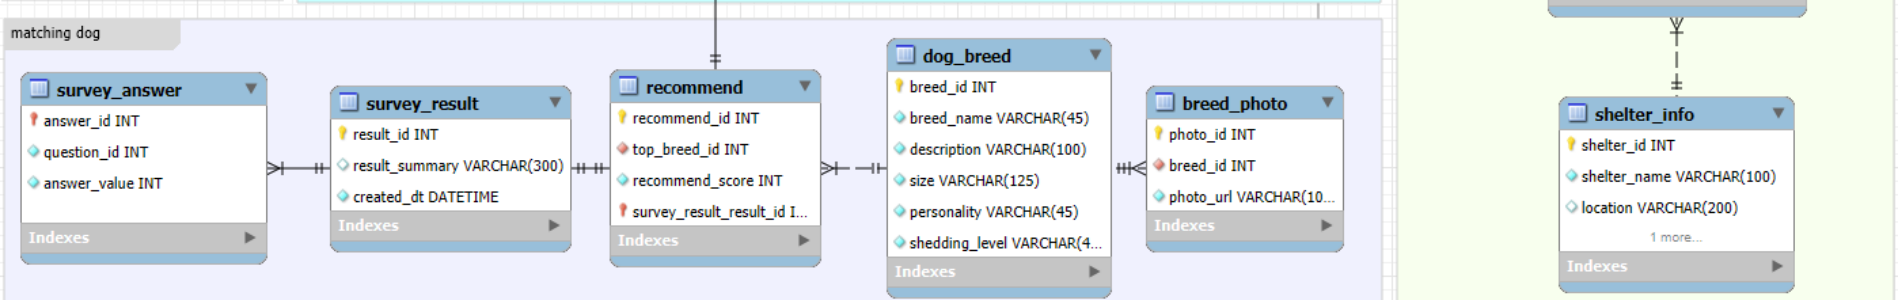 matching dog
survey_answer
answer_id INT
question_id INT
answer_value INT
Indexes
survey_result
result_id INT
result_summary VARCHAR(300)
created_dt DATETIME
Indexes
recommend
recommend_id INT
top_breed_id INT
recommend_score INT
survey_result_result_id I...
Indexes
dog_breed
breed_id INT
breed_name VARCHAR(45)
description VARCHAR(100)
size VARCHAR(125)
personality VARCHAR(45)
shedding_level VARCHAR(4...
Indexes
breed_photo
photo_id INT
breed_id INT
photo_url VARCHAR(10...
Indexes
shelter_info
shelter_id INT
shelter_name VARCHAR(100)
location VARCHAR(200)
1 more...
Indexes